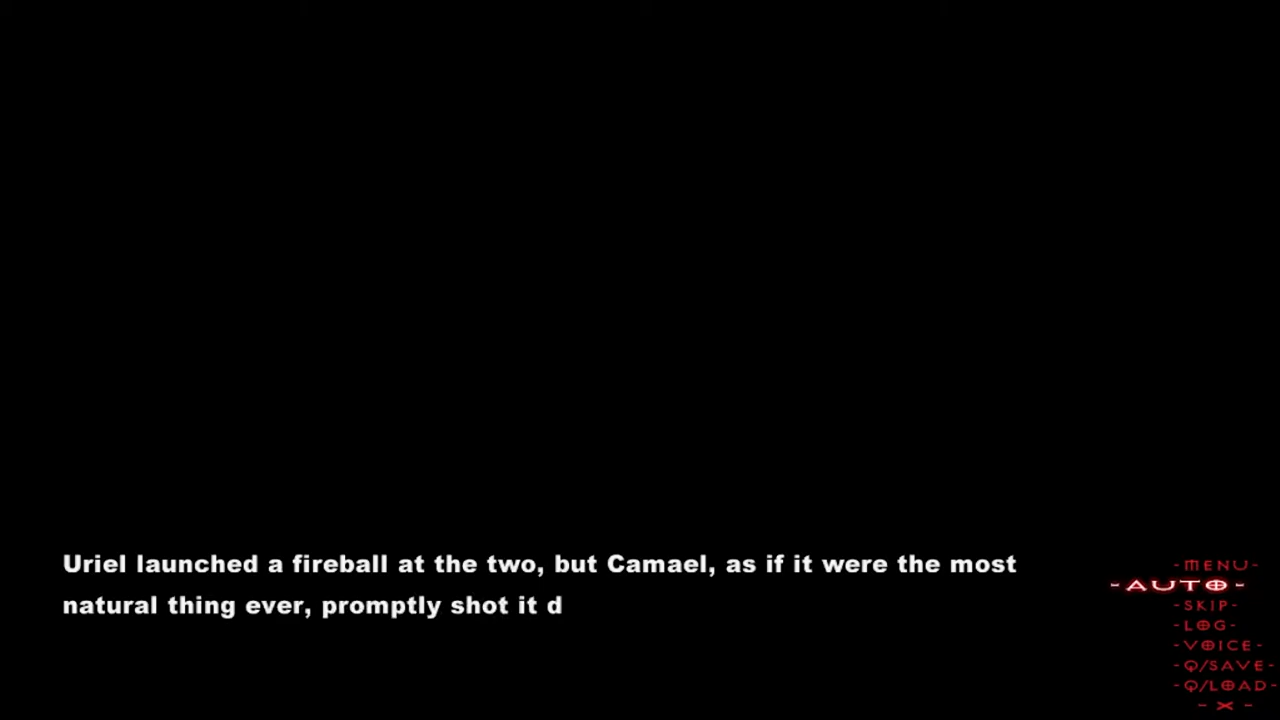 Uriel launched a fireball at the two, but Camael, as if it were the most
natural thing ever, promptly shot it d
-MENU-
-AUTO-
-SKIP-
-LOG-
-VOICE-
-Q/SAVE-
-Q/LOAD-
-X-